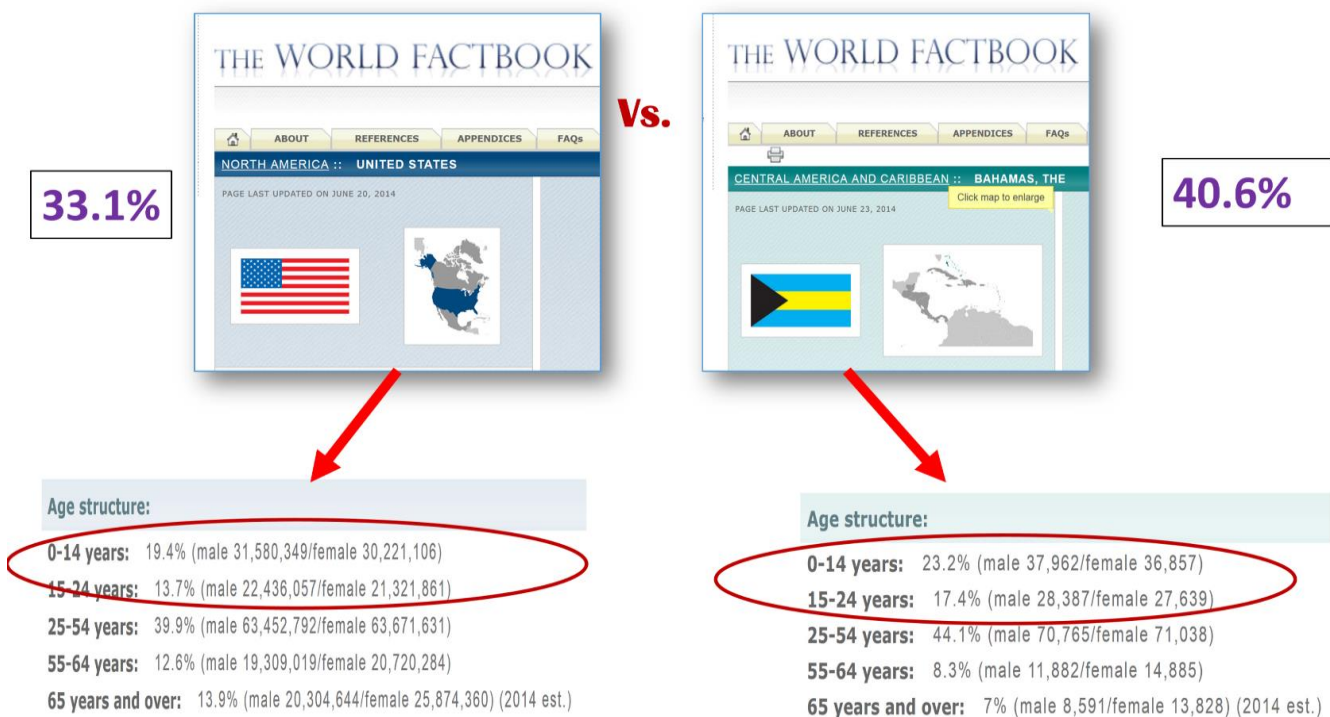 THE WORLD FACTBOOK
ABOUT REFERENCES APPENDICES FAQs
NORTH AMERICA :: UNITED STATES
PAGE LAST UPDATED ON JUNE 20, 2014
33.1%
Vs.
THE WORLD FACTBOOK
ABOUT REFERENCES APPENDICES FAQs
CENTRAL AMERICA AND CARIBBEAN :: BAHAMAS, THE
Click map to enlarge
PAGE LAST UPDATED ON JUNE 23, 2014
40.6%
Age structure:
0-14 years: 19.4% (male 31,580,349/female 30,221,106)
15-24 years: 13.7% (male 22,436,057/female 21,321,861)
25-54 years: 39.9% (male 63,452,792/female 63,671,631)
55-64 years: 12.6% (male 19,309,019/female 20,720,284)
65 years and over: 13.9% (male 20,304,644/female 25,874,360) (2014 est.)
Age structure:
0-14 years: 23.2% (male 37,962/female 36,857)
15-24 years: 17.4% (male 28,387/female 27,639)
25-54 years: 44.1% (male 70,765/female 71,038)
55-64 years: 8.3% (male 11,882/female 14,885)
65 years and over: 7% (male 8,591/female 13,828) (2014 est.)